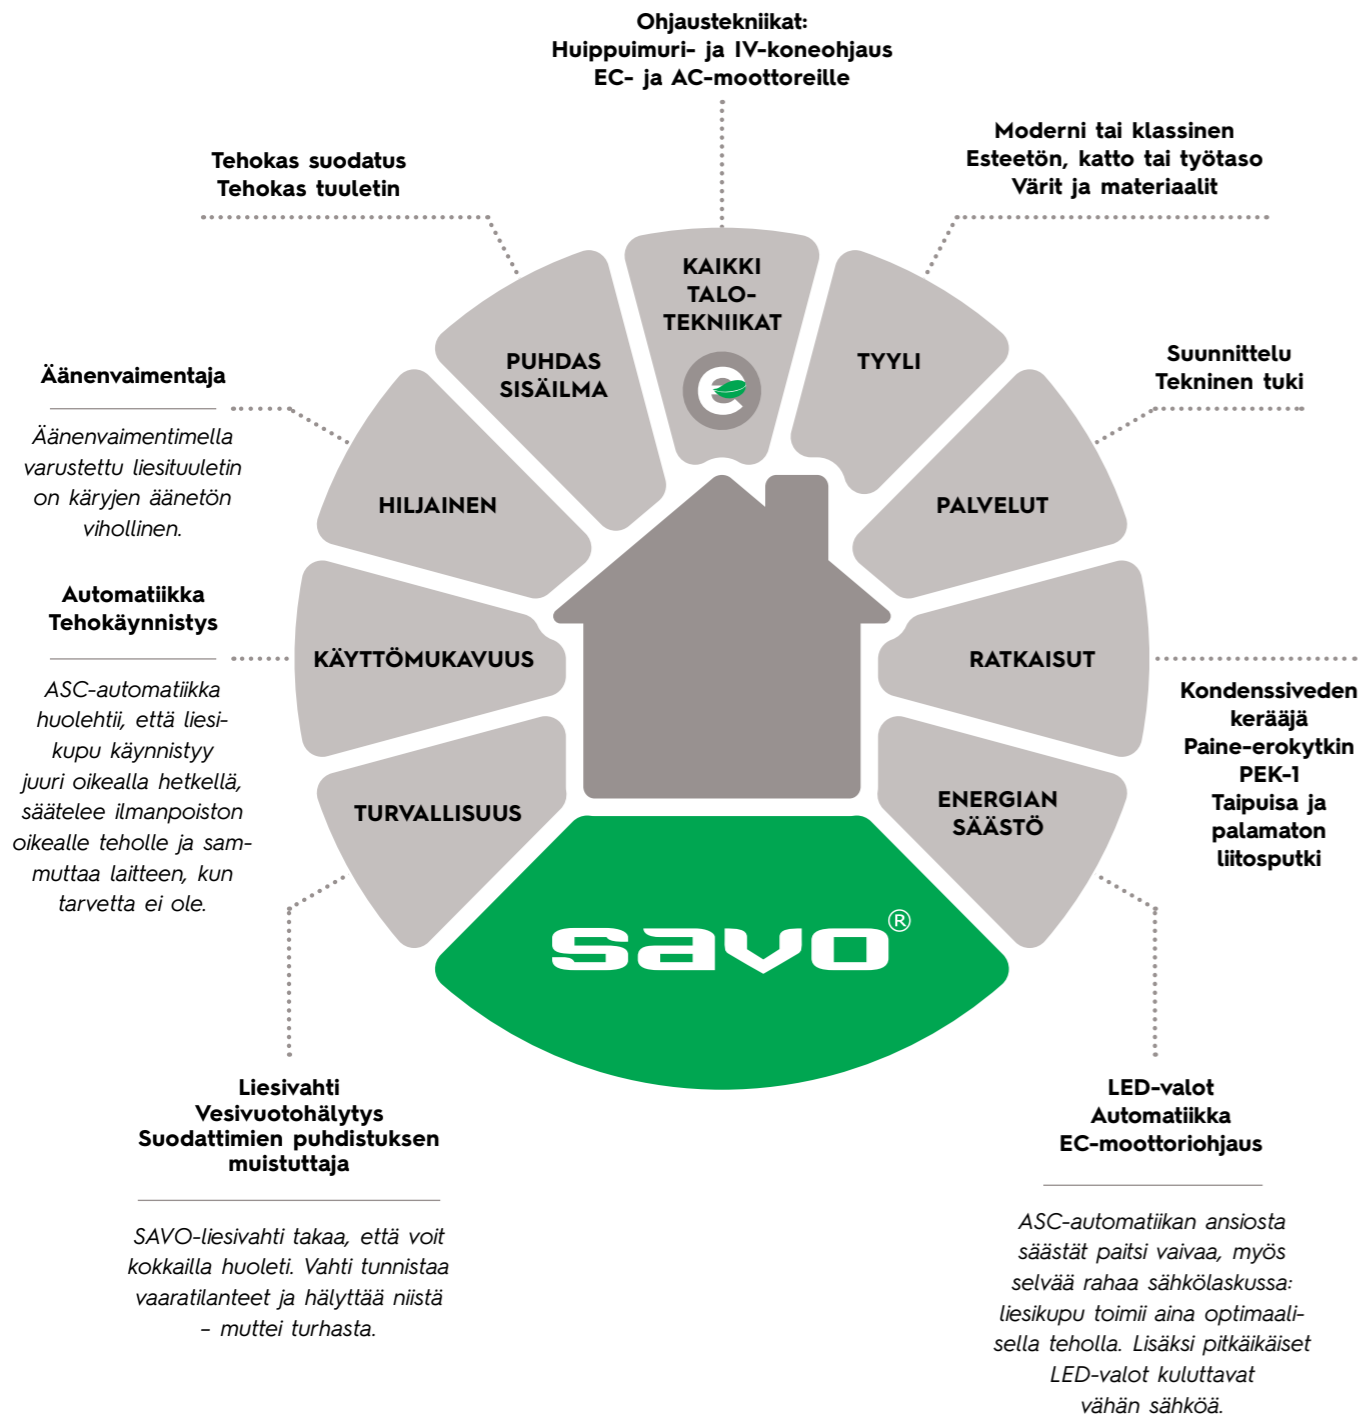 Ohjaustekniikat:
Huippuimuri- ja IV-koneohjaus
EC- ja AC-moottoreille
Moderni tai klassinen
Esteetön, katto tai työtaso
Värit ja materiaalit
Tehokas suodatus
Tehokas tuuletin
KAIKKI
TALO-
TEKNIIKAT
PUHDAS
SISÄILMA
TYYLI
Suunnittelu
Tekninen tuki
Äänenvaimentaja
Äänenvaimentimella
varustettu liesituuletin
on käryjen äänetön
vihollinen.
HILJAINEN
PALVELUT
Automatiikka
Tehokäynnistys
ASC-automatiikka
huolehtii, että liesi-
kupu käynnistyy
juuri oikealla hetkellä,
säätelee ilmanpoiston
oikealle teholle ja sam-
muttaa laitteen, kun
tarvetta ei ole.
KÄYTTÖMUKAVUUS
RATKAISUT
Kondenssiveden
kerääjä
Paine-erokytkin
PEK-1
Taipuisa ja
palamaton
liitosputki
TURVALLISUUS
ENERGIAN
SÄÄSTÖ
savo®
Liesivahti
Vesivuotohälytys
Suodattimien puhdistuksen
muistuttaja
SAVO-liesivahti takaa, että voit
kokkailla huoleti. Vahti tunnistaa
vaaratilanteet ja hälyttää niistä
– muttei turhasta.
LED-valot
Automatiikka
EC-moottoriohjaus
ASC-automatiikan ansiosta
säästät paitsi vaivaa, myös
selvää rahaa sähkölaskussa:
liesikupu toimii aina optimaali-
sella teholla. Lisäksi pitkäikäiset
LED-valot kuluttavat
vähän sähköä.